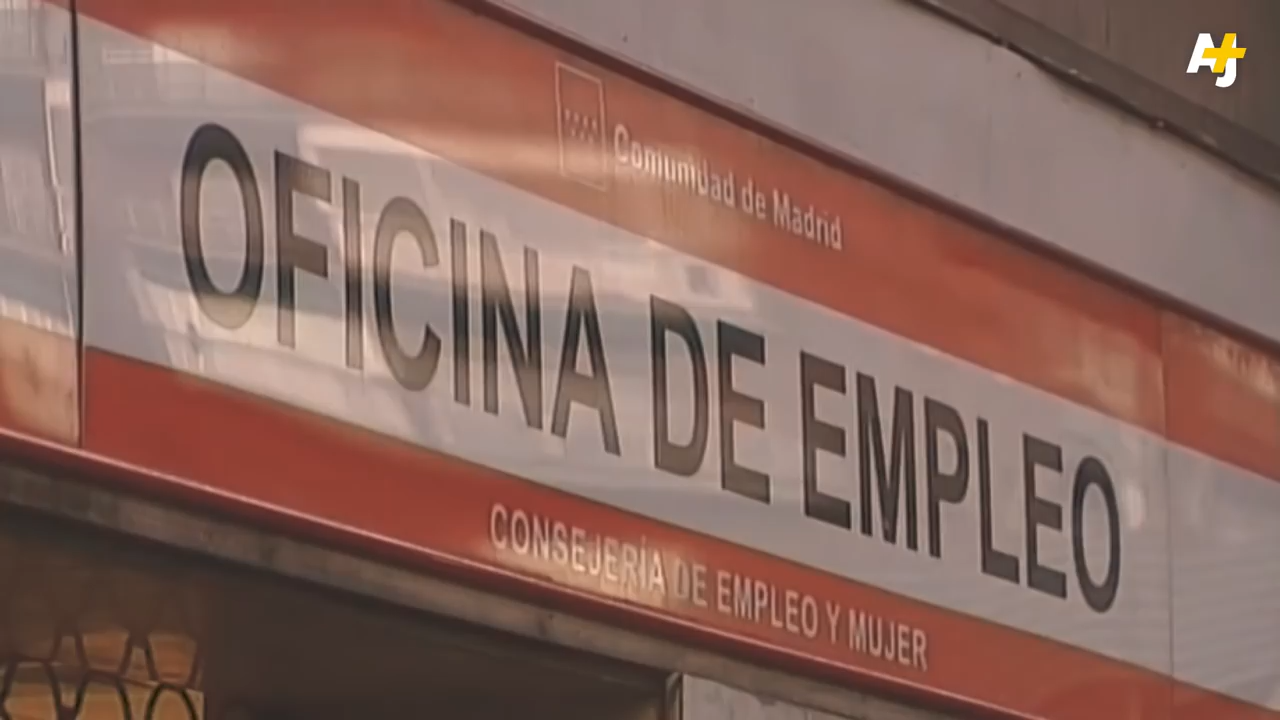 AJ+
Comunidad de Madrid
OFICINA DE EMPLEO
CONSEJERÍA DE EMPLEO Y MUJER